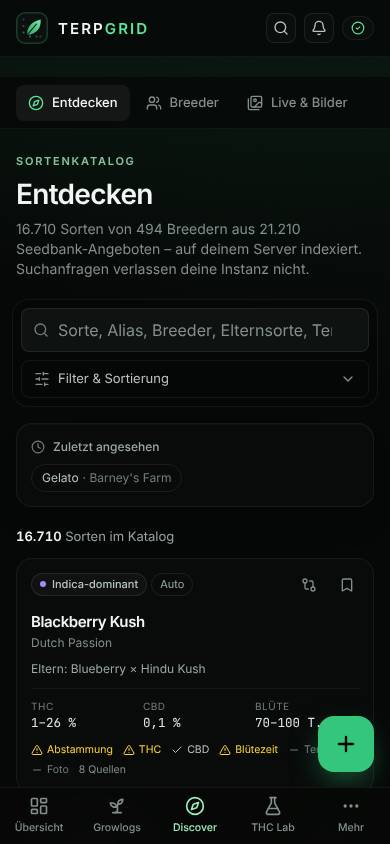 TERPGRID
Entdecken
Breeder
Live & Bilder
SORTENKATALOG
Entdecken
16.710 Sorten von 494 Breedern aus 21.210
Seedbank-Angeboten – auf deinem Server indexiert.
Suchanfragen verlassen deine Instanz nicht.
Sorte, Alias, Breeder, Elternsorte, Te
Filter & Sortierung
Zuletzt angesehen
Gelato · Barney's Farm
16.710 Sorten im Katalog
Indica-dominant Auto
Blackberry Kush
Dutch Passion
Eltern: Blueberry × Hindu Kush
THC CBD BLÜTE
1–26 % 0,1 % 70–100 T.
Abstammung THC CBD Blütezeit
Foto 8 Quellen
Übersicht Growlogs Discover THC Lab Mehr